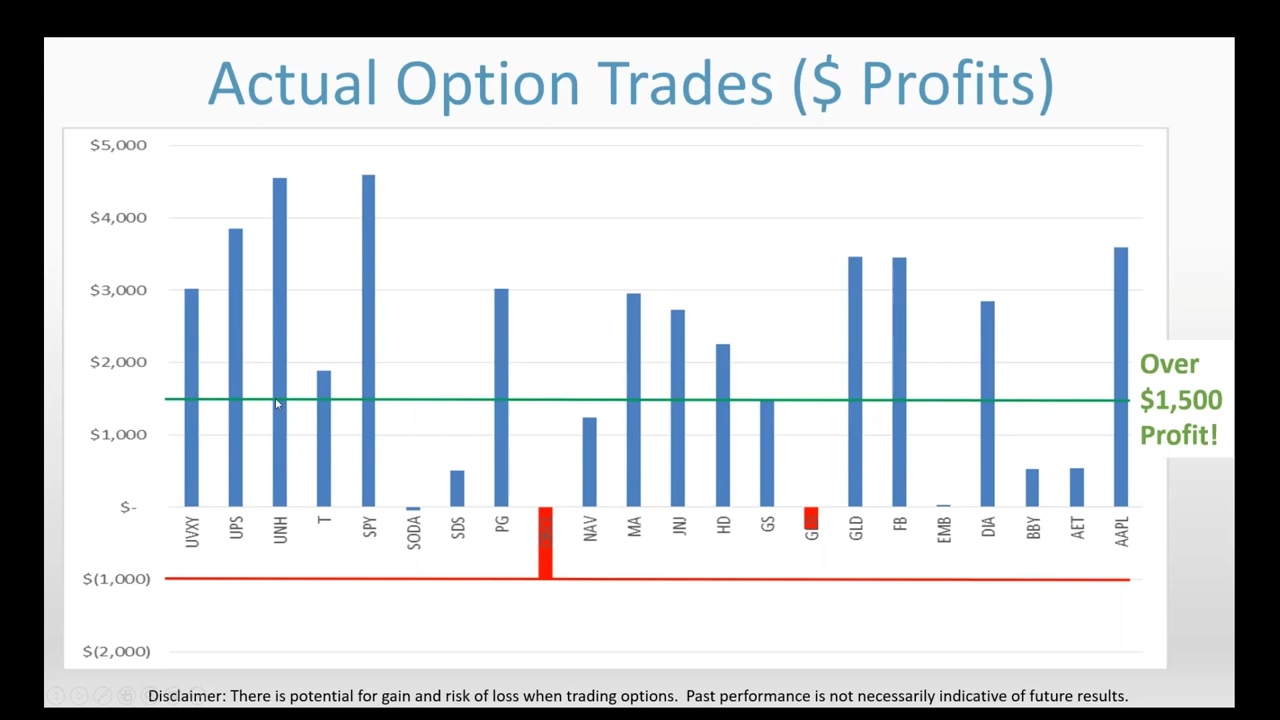 Actual Option Trades ($ Profits)
$5,000
$4,000
$3,000
$2,000
$1,000
$-
$(1,000)
$(2,000)
UVXY
UPS
UNH
T
SPY
SODA
SDS
PG
NAV
MA
JNJ
HD
GS
GLD
FB
EMB
DIA
BBY
AET
AAPL
Over
$1,500
Profit!
Disclaimer: There is potential for gain and risk of loss when trading options. Past performance is not necessarily indicative of future results.